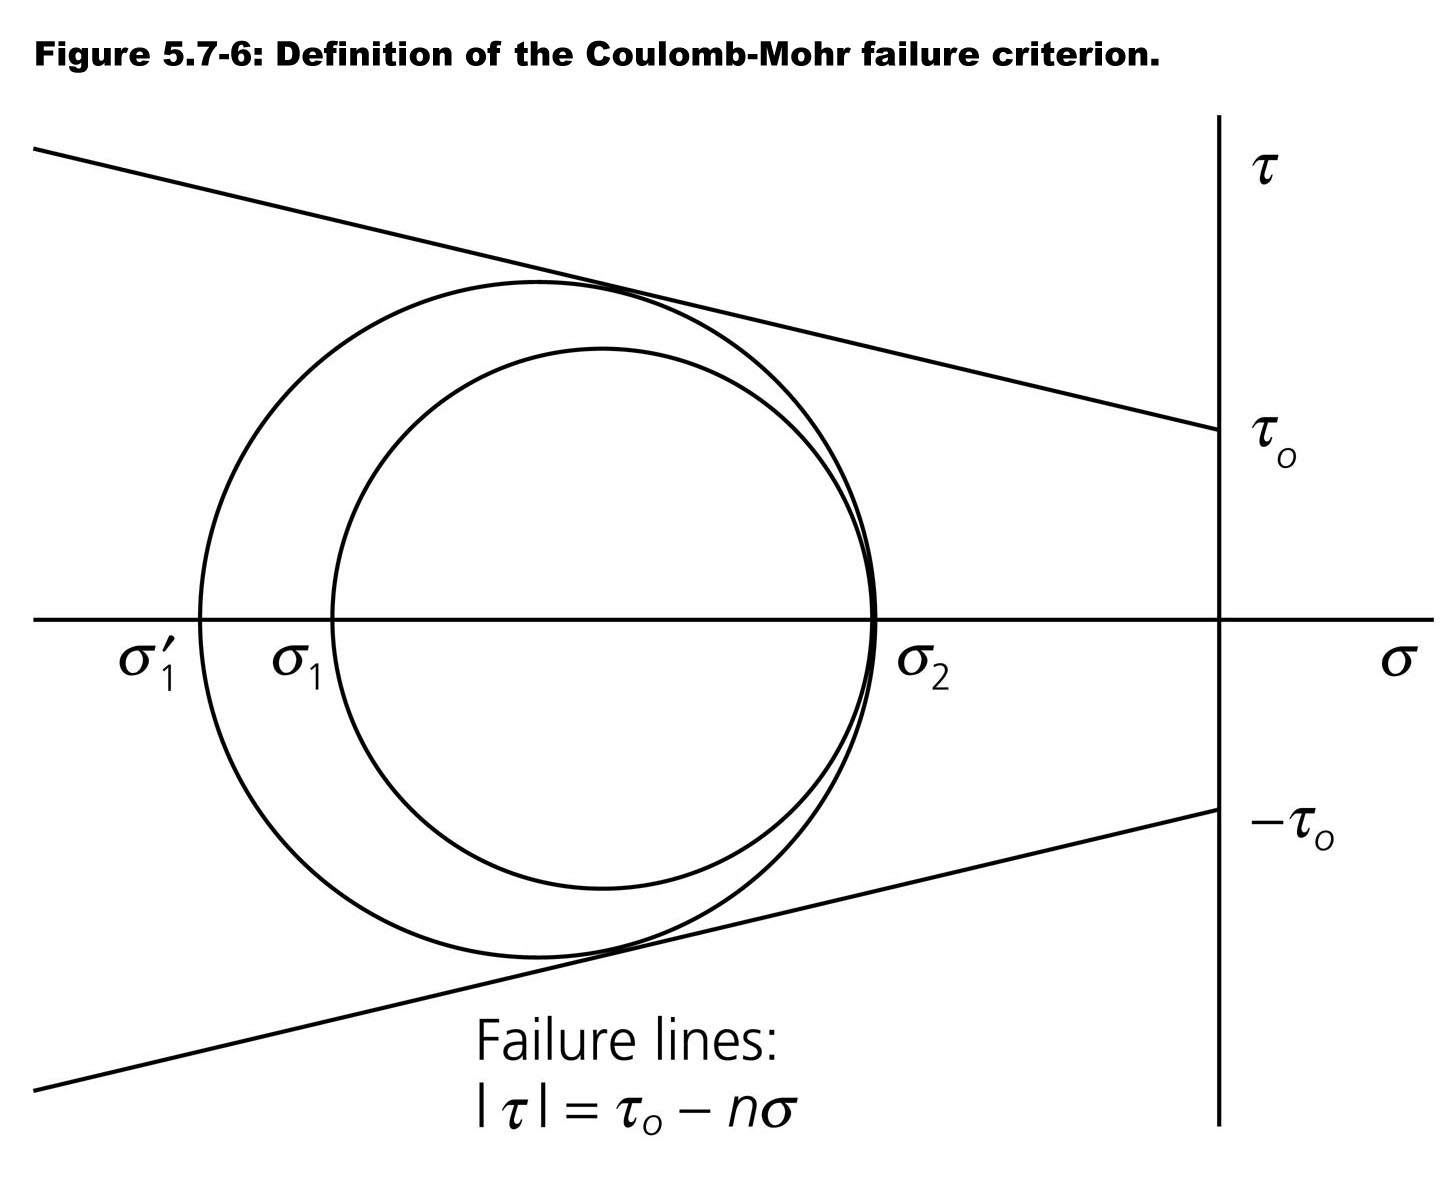 Figure 5.7-6: Definition of the Coulomb-Mohr failure criterion.
τ
τo
σ′1
σ1
σ2
σ
−τo
Failure lines:
|τ| = τo − nσ